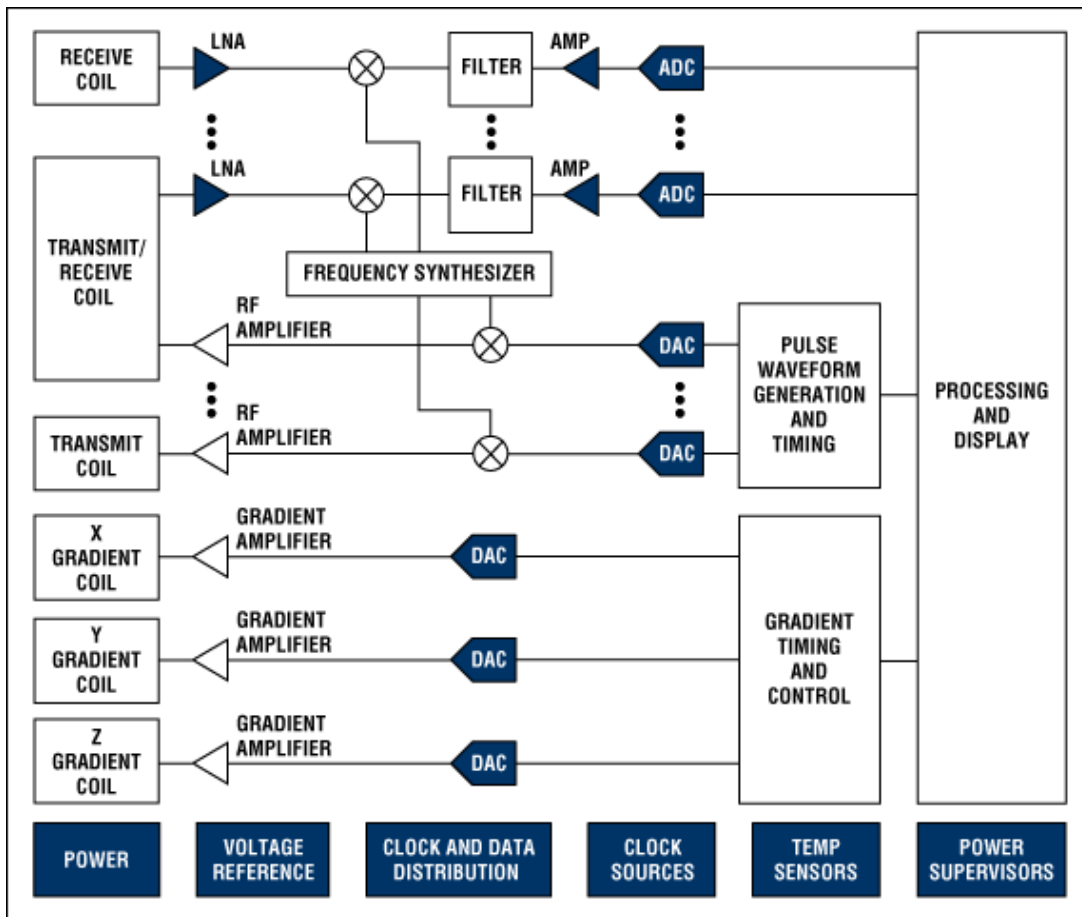 RECEIVE
COIL
LNA
FILTER
AMP
ADC
TRANSMIT/
RECEIVE
COIL
LNA
FILTER
AMP
ADC
FREQUENCY SYNTHESIZER
RF
AMPLIFIER
DAC
PULSE
WAVEFORM
GENERATION
AND
TIMING
PROCESSING
AND
DISPLAY
TRANSMIT
COIL
RF
AMPLIFIER
DAC
X
GRADIENT
COIL
GRADIENT
AMPLIFIER
DAC
GRADIENT
TIMING
AND
CONTROL
Y
GRADIENT
COIL
GRADIENT
AMPLIFIER
DAC
Z
GRADIENT
COIL
GRADIENT
AMPLIFIER
DAC
POWER
VOLTAGE
REFERENCE
CLOCK AND DATA
DISTRIBUTION
CLOCK
SOURCES
TEMP
SENSORS
POWER
SUPERVISORS